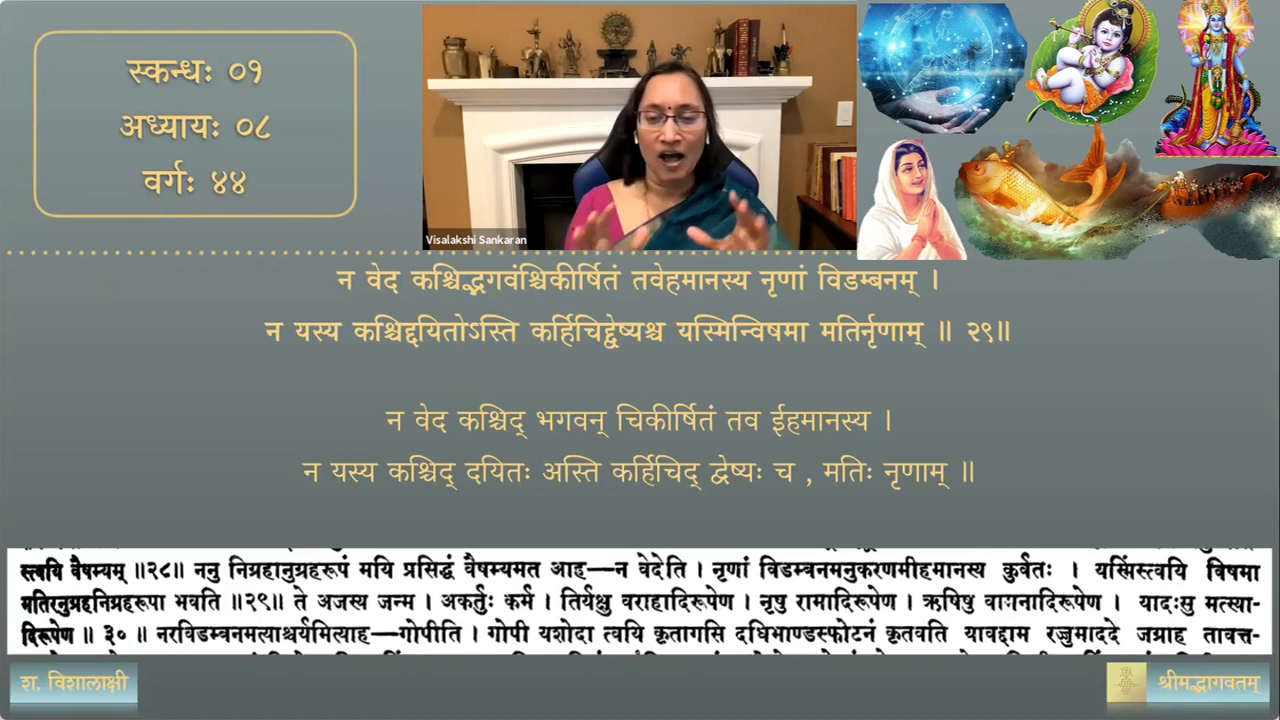 स्कन्धः ०१
अध्यायः ०८
वर्गः ४४
Visalakshi Sankaran
न वेद कश्चिद्भगवंश्चिकीर्षितं तवेहमानस्य नृणां विडम्बनम् ।
न यस्य कश्चिद्दयितोऽस्ति कर्हिचिद्द्वेष्यश्च यस्मिन्विषमा मतिर्नृणाम् ॥ २९॥
न वेद कश्चिद् भगवन् चिकीर्षितं तव ईहमानस्य ।
न यस्य कश्चिद् दयितः अस्ति कर्हिचिद् द्वेष्यः च , मतिः नृणाम् ॥
स्त्वयि वैषम्यम् ॥२८॥ ननु निग्रहानुग्रहरूपं मयि प्रसिद्धं वैषम्यमत आह—न वेदेति । नृणां विडम्बनमनुकरणमीहमानस्य कुर्वतः । यस्मिंस्त्वयि विषमा
मतिरनुग्रहनिग्रहरूपा भवति ॥२९॥ ते अजस्य जन्म । अकर्तुः कर्म । तिर्यक्षु वराहादिरूपेण । नृषु रामादिरूपेण । ऋषिषु वामनादिरूपेण । यादःसु मत्स्या-
दिरूपेण ॥ ३० ॥ नरविडम्बनमत्याश्चर्यमित्याह—गोपीति । गोपी यशोदा त्वयि कृतागसि दधिभाण्डस्फोटनं कृतवति यावद्दाम रज्जुमाददे जग्राह तावत्त-
श. विशालाक्षी
श्रीमद्भागवतम्